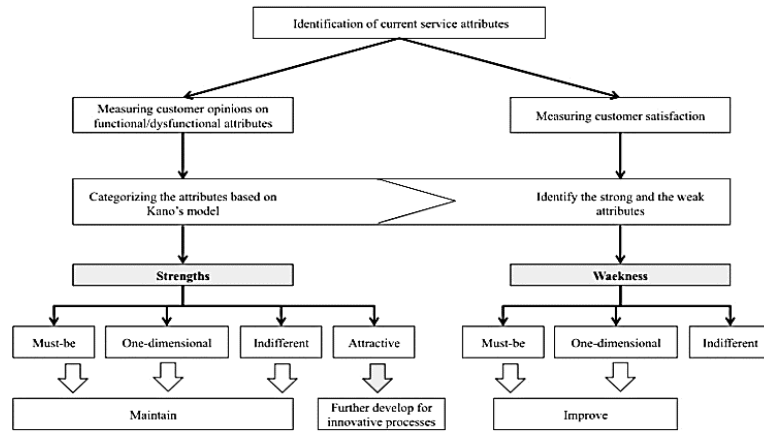 Identification of current service attributes
Measuring customer opinions on
functional/dysfunctional attributes
Measuring customer satisfaction
Categorizing the attributes based on
Kano's model
Identify the strong and the weak
attributes
Strengths
Waekness
Must-be
One-dimensional
Indifferent
Attractive
Must-be
One-dimensional
Indifferent
Maintain
Further develop for
innovative processes
Improve